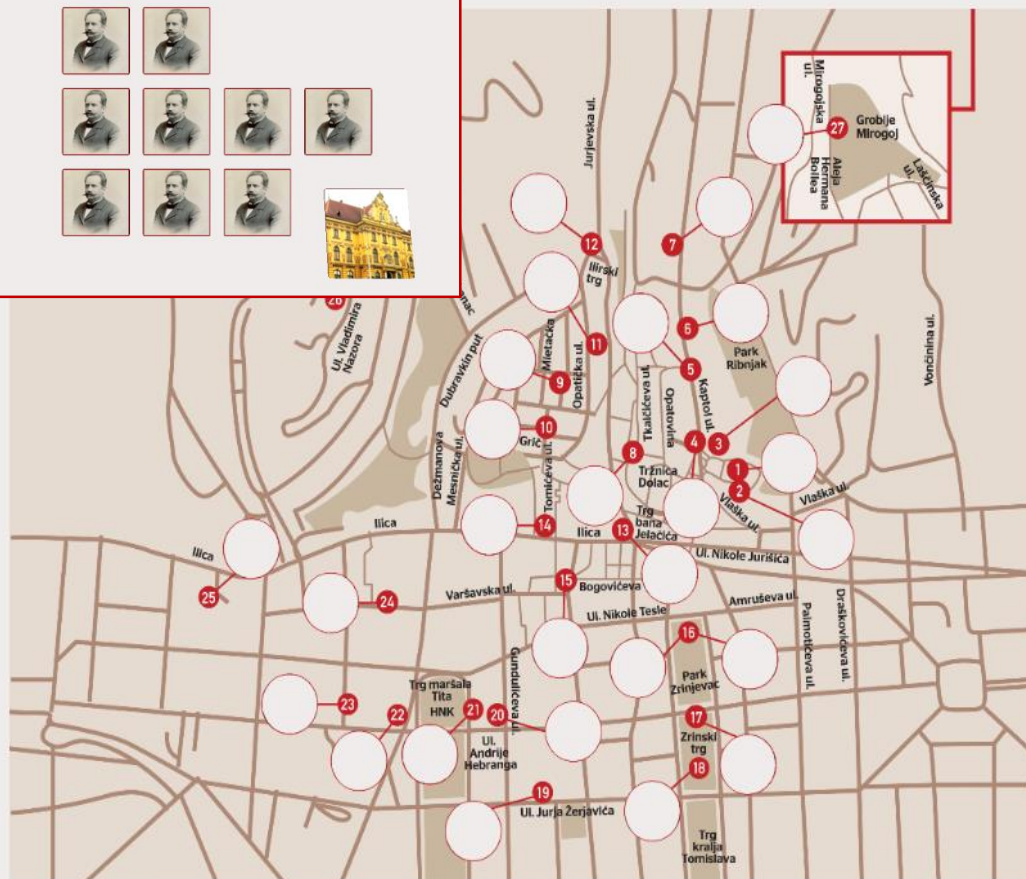 Mirogojska
ul.
27
Groblje
Mirogoj
Aleja
Hermana
Bollea
Laščinska
ul.
Jurjevska ul.
12
Ilirski
trg
7
26
Ul. Vladimira
Nazora
Dubravkin put
Mletačka
Opatička ul.
11
9
6
5
Park
Ribnjak
Vončinina ul.
Tkalčićeva ul.
Opatovina
Kaptol ul.
Dežmanova
Mesnička ul.
10
Grič
Tomićeva ul.
8
4
3
1
2
Tržnica
Dolac
Vlaška ul.
Vlaška ul.
Ilica
14
Ilica
13
Trg
bana
Jelačića
Ul. Nikole Jurišića
Ilica
25
24
Varšavska ul.
15
Bogovićeva
Ul. Nikole Tesle
Amruševa ul.
Palmotićeva ul.
Draškovićeva ul.
16
Park
Zrinjevac
Gundulićeva ul.
Trg maršala
Tita
HNK
23
22
21
20
Ul.
Andrije
Hebranga
17
Zrinski
trg
18
19
Ul. Jurja Žerjavića
Trg
kralja
Tomislava